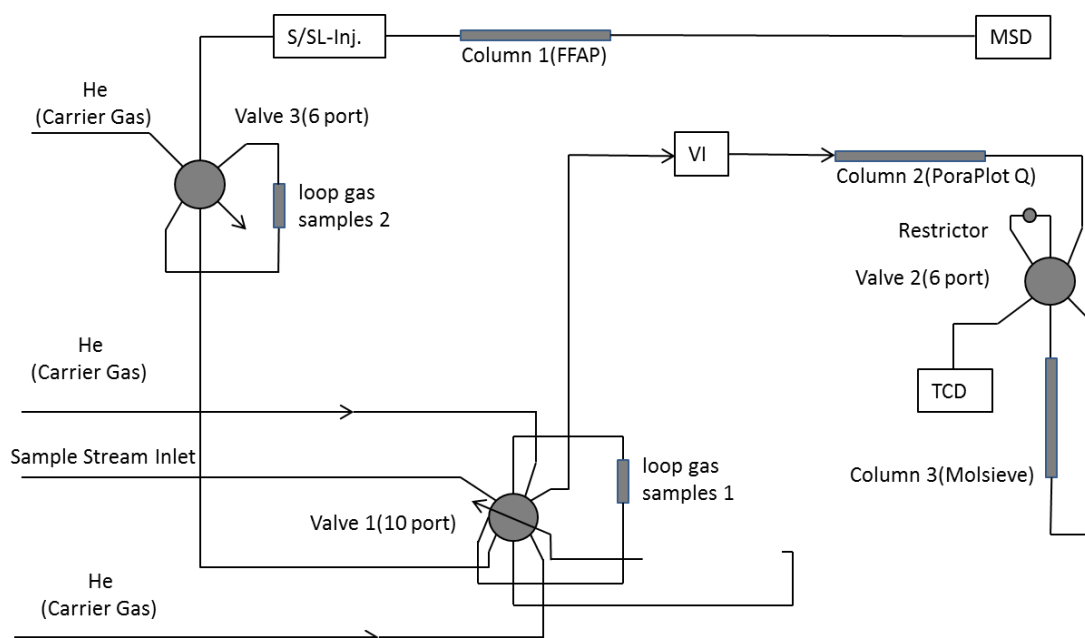 S/SL-Inj.
MSD
Column 1(FFAP)
He
(Carrier Gas)
Valve 3(6 port)
VI
Column 2(PoraPlot Q)
loop gas
samples 2
Restrictor
Valve 2(6 port)
He
(Carrier Gas)
TCD
Sample Stream Inlet
loop gas
samples 1
Column 3(Molsieve)
Valve 1(10 port)
He
(Carrier Gas)